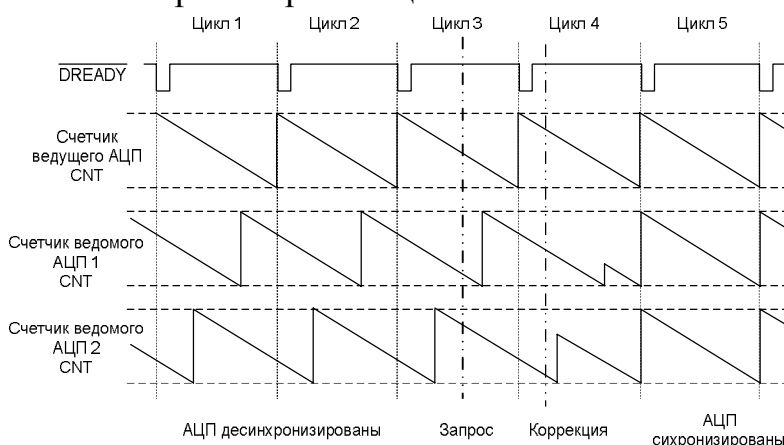 Цикл 1 Цикл 2 Цикл 3 Цикл 4 Цикл 5
DREADY
Счетчик
ведущего АЦП
CNT
Счетчик ведомого
АЦП 1
CNT
Счетчик ведомого
АЦП 2
CNT
АЦП десинхронизированы Запрос Коррекция АЦП
сихронизированы